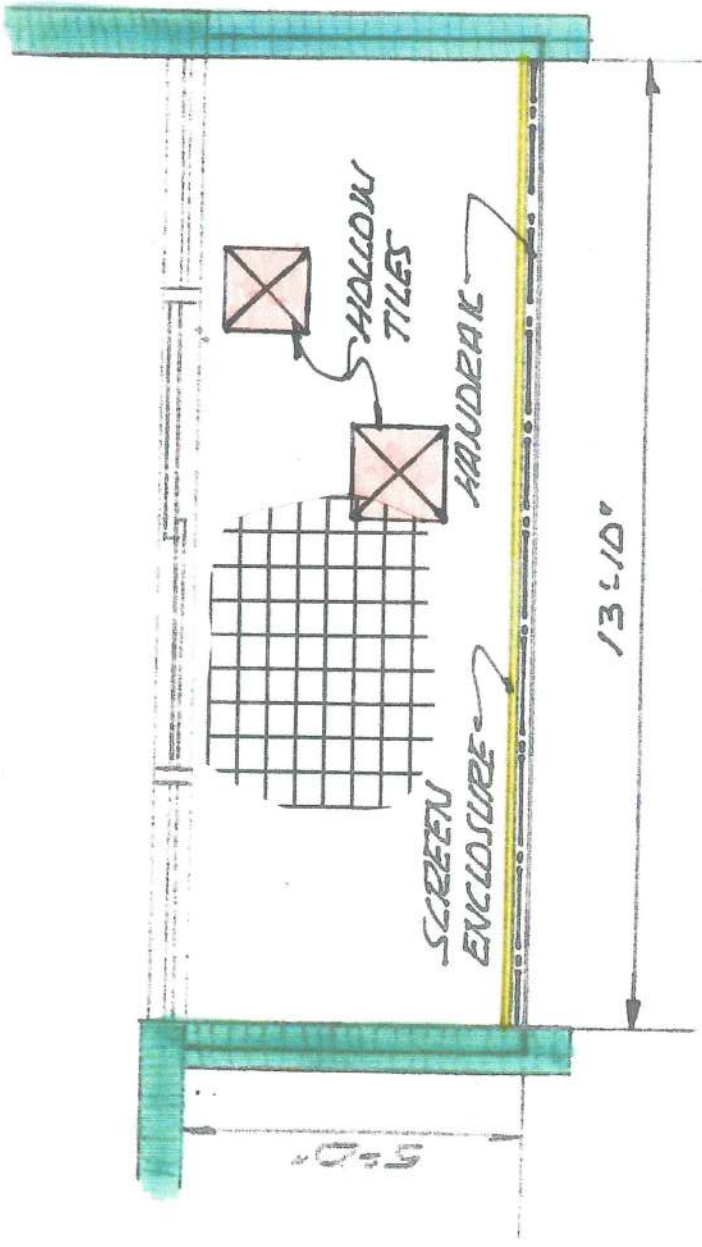 HOLLOW
TILES
HANDRAIL
SCREEN
ENCLOSURE
13'-10"
5'-0"